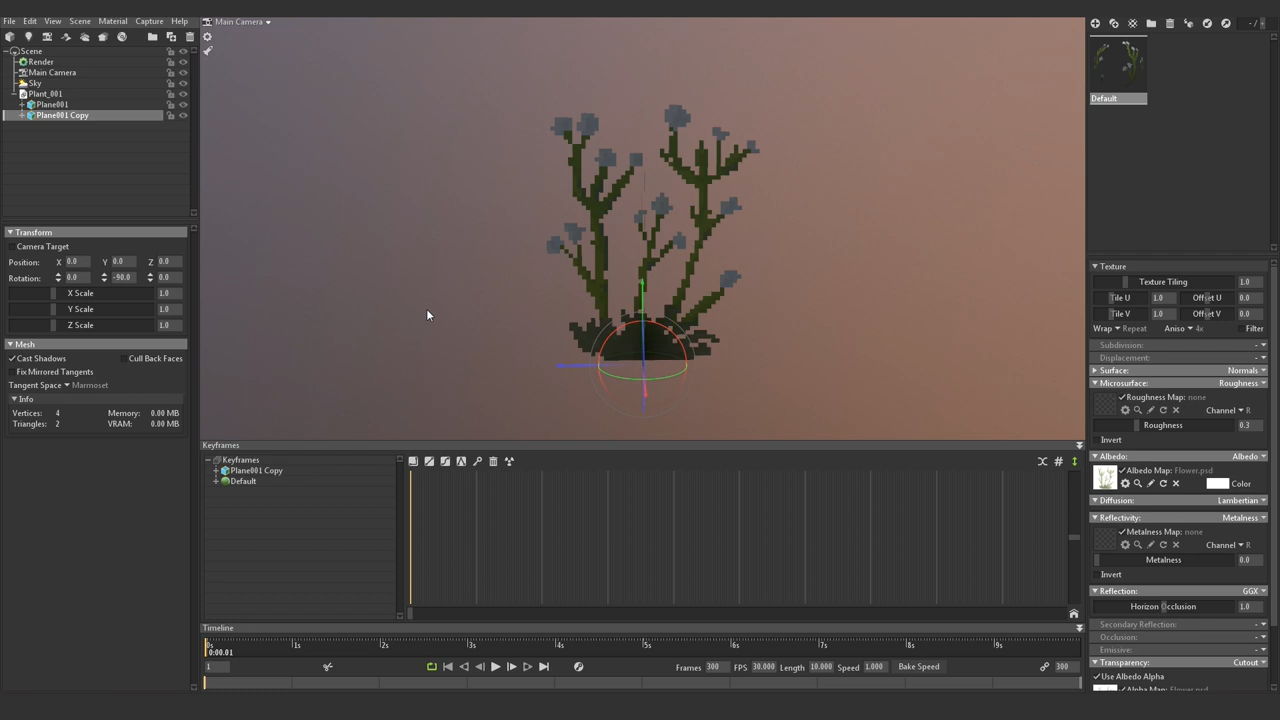 File Edit View Scene Material Capture Help
Main Camera
Scene
Render
Main Camera
Sky
Plant_001
Plane001
Plane001 Copy
Transform
Camera Target
Position: X 0.0 Y 0.0 Z 0.0
Rotation: 0.0 -90.0 0.0
X Scale 1.0
Y Scale 1.0
Z Scale 1.0
Mesh
Cast Shadows Cull Back Faces
Fix Mirrored Tangents
Tangent Space Marmoset
Info
Vertices: 4 Memory: 0.00 MB
Triangles: 2 VRAM: 0.00 MB
Keyframes
Keyframes
Plane001 Copy
Default
Timeline
0s 1s 2s 3s 4s 5s 6s 7s 8s 9s
0:00.01
1 Frames 300 FPS 30.000 Length 10.000 Speed 1.000 Bake Speed 300
- /
Default
Texture
Texture Tiling 1.0
Tile U 1.0 Offset U 0.0
Tile V 1.0 Offset V 0.0
Wrap Repeat Aniso 4x Filter
Subdivision: -
Displacement: -
Surface: Normals
Microsurface: Roughness
Roughness Map: none
Channel R
Roughness 0.3
Invert
Albedo: Albedo
Albedo Map: Flower.psd
Color
Diffusion: Lambertian
Reflectivity: Metalness
Metalness Map: none
Channel R
Metalness 0.0
Invert
Reflection: GGX
Horizon Occlusion 1.0
Secondary Reflection: -
Occlusion: -
Emissive: -
Transparency: Cutout
Use Albedo Alpha
Alpha Map: Flower.psd